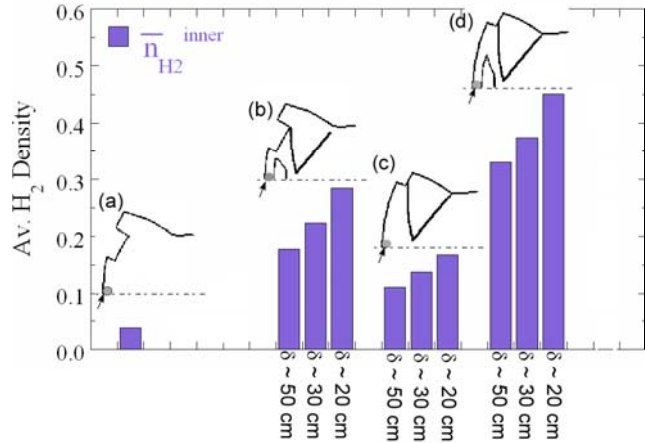 0.6
0.5
0.4
0.3
0.2
0.1
0.0
Av. H2 Density
n̄H2 inner
(a)
(b)
(c)
(d)
δ ~ 50 cm
δ ~ 30 cm
δ ~ 20 cm
δ ~ 50 cm
δ ~ 30 cm
δ ~ 20 cm
δ ~ 50 cm
δ ~ 30 cm
δ ~ 20 cm